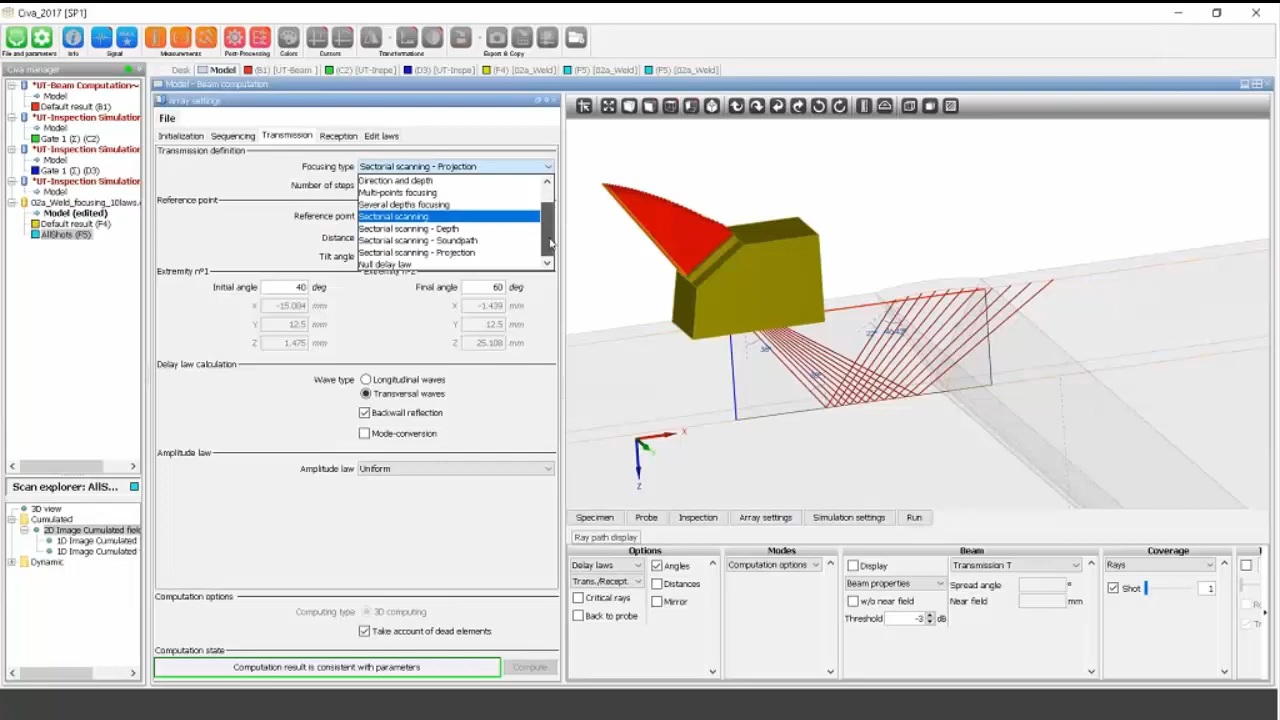 Civa_2017 [SP1]
File and parameters
Info
Signal
Measurements
Post-Processing
Colors
Cursors
Transformations
Export & Copy
Civa manager
Desk
Model
(B1) [UT-Beam ]
(C2) [UT-Inspe]
(D3) [UT-Inspe]
(F4) [02a_Weld]
(F5) [02a_Weld]
(F5) [02a_Weld]
*UT-Beam Computation~
Model
Default result (B1)
*UT-Inspection Simulation
Model
Gate 1 (Σ) (C2)
*UT-Inspection Simulation
Model
Gate 1 (Σ) (D3)
*UT-Inspection Simulation
Model
02a_Weld_focusing_10laws.c
Model (edited)
Default result (F4)
AllShots (F5)
Scan explorer: AllS...
3D view
Cumulated
2D Image Cumulated field
1D Image Cumulated
1D Image Cumulated
Dynamic
Model - Beam computation
Array settings
File
Initialization
Sequencing
Transmission
Reception
Edit laws
Transmission definition
Focusing type
Sectorial scanning - Projection
Number of steps
Direction and depth
Multi-points focusing
Several depths focusing
Sectorial scanning
Sectorial scanning - Depth
Sectorial scanning - Soundpath
Sectorial scanning - Projection
Null delay law
Reference point
Reference point
Distance
Tilt angle
Extremity n°1
Extremity n°2
Initial angle 40 deg
Final angle 60 deg
X -15.084 mm
X -1.439 mm
Y 12.5 mm
Y 12.5 mm
Z 1.475 mm
Z 25.108 mm
Delay law calculation
Wave type
Longitudinal waves
Transversal waves
Backwall reflection
Mode-conversion
Amplitude law
Amplitude law Uniform
Computation options
Computing type 3D computing
Take account of dead elements
Computation state
Computation result is consistent with parameters
Compute
X
Z
Specimen
Probe
Inspection
Array settings
Simulation settings
Run
Ray path display
Options
Delay laws
Angles
Trans./Recept.
Distances
Critical rays
Mirror
Back to probe
Modes
Computation options
Beam
Display
Transmission T
Beam properties
Spread angle °
w/o near field
Near field mm
Threshold -3 dB
Coverage
Rays
Shot 1